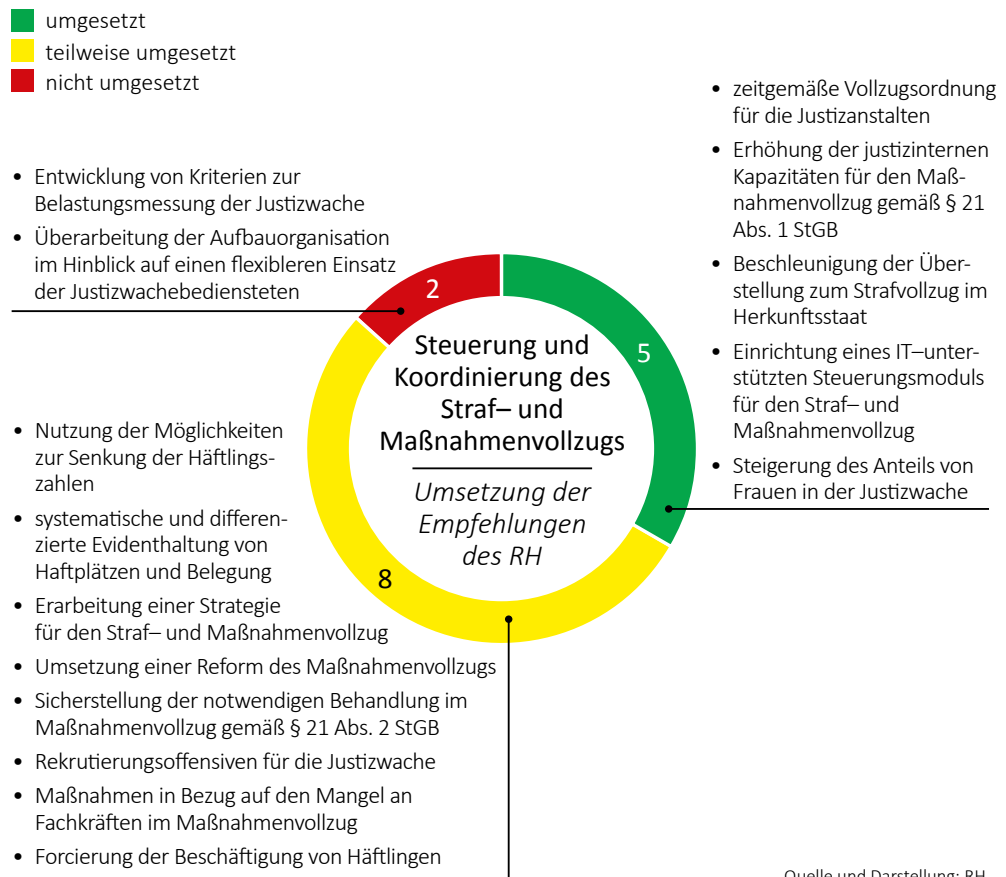 umgesetzt
teilweise umgesetzt
nicht umgesetzt
• Entwicklung von Kriterien zur
Belastungsmessung der Justizwache
• Überarbeitung der Aufbauorganisation
im Hinblick auf einen flexibleren Einsatz
der Justizwachebediensteten
• zeitgemäße Vollzugsordnung
für die Justizanstalten
• Erhöhung der justizinternen
Kapazitäten für den Maß-
nahmenvollzug gemäß § 21
Abs. 1 StGB
• Beschleunigung der Über-
stellung zum Strafvollzug im
Herkunftsstaat
• Einrichtung eines IT–unter-
stützten Steuerungsmoduls
für den Straf– und
Maßnahmenvollzug
• Steigerung des Anteils von
Frauen in der Justizwache
2
5
8
Steuerung und
Koordinierung des
Straf– und
Maßnahmenvollzugs
Umsetzung der
Empfehlungen
des RH
• Nutzung der Möglichkeiten
zur Senkung der Häftlings-
zahlen
• systematische und differen-
zierte Evidenthaltung von
Haftplätzen und Belegung
• Erarbeitung einer Strategie
für den Straf– und Maßnahmenvollzug
• Umsetzung einer Reform des Maßnahmenvollzugs
• Sicherstellung der notwendigen Behandlung im
Maßnahmenvollzug gemäß § 21 Abs. 2 StGB
• Rekrutierungsoffensiven für die Justizwache
• Maßnahmen in Bezug auf den Mangel an
Fachkräften im Maßnahmenvollzug
• Forcierung der Beschäftigung von Häftlingen
Quelle und Darstellung: RH